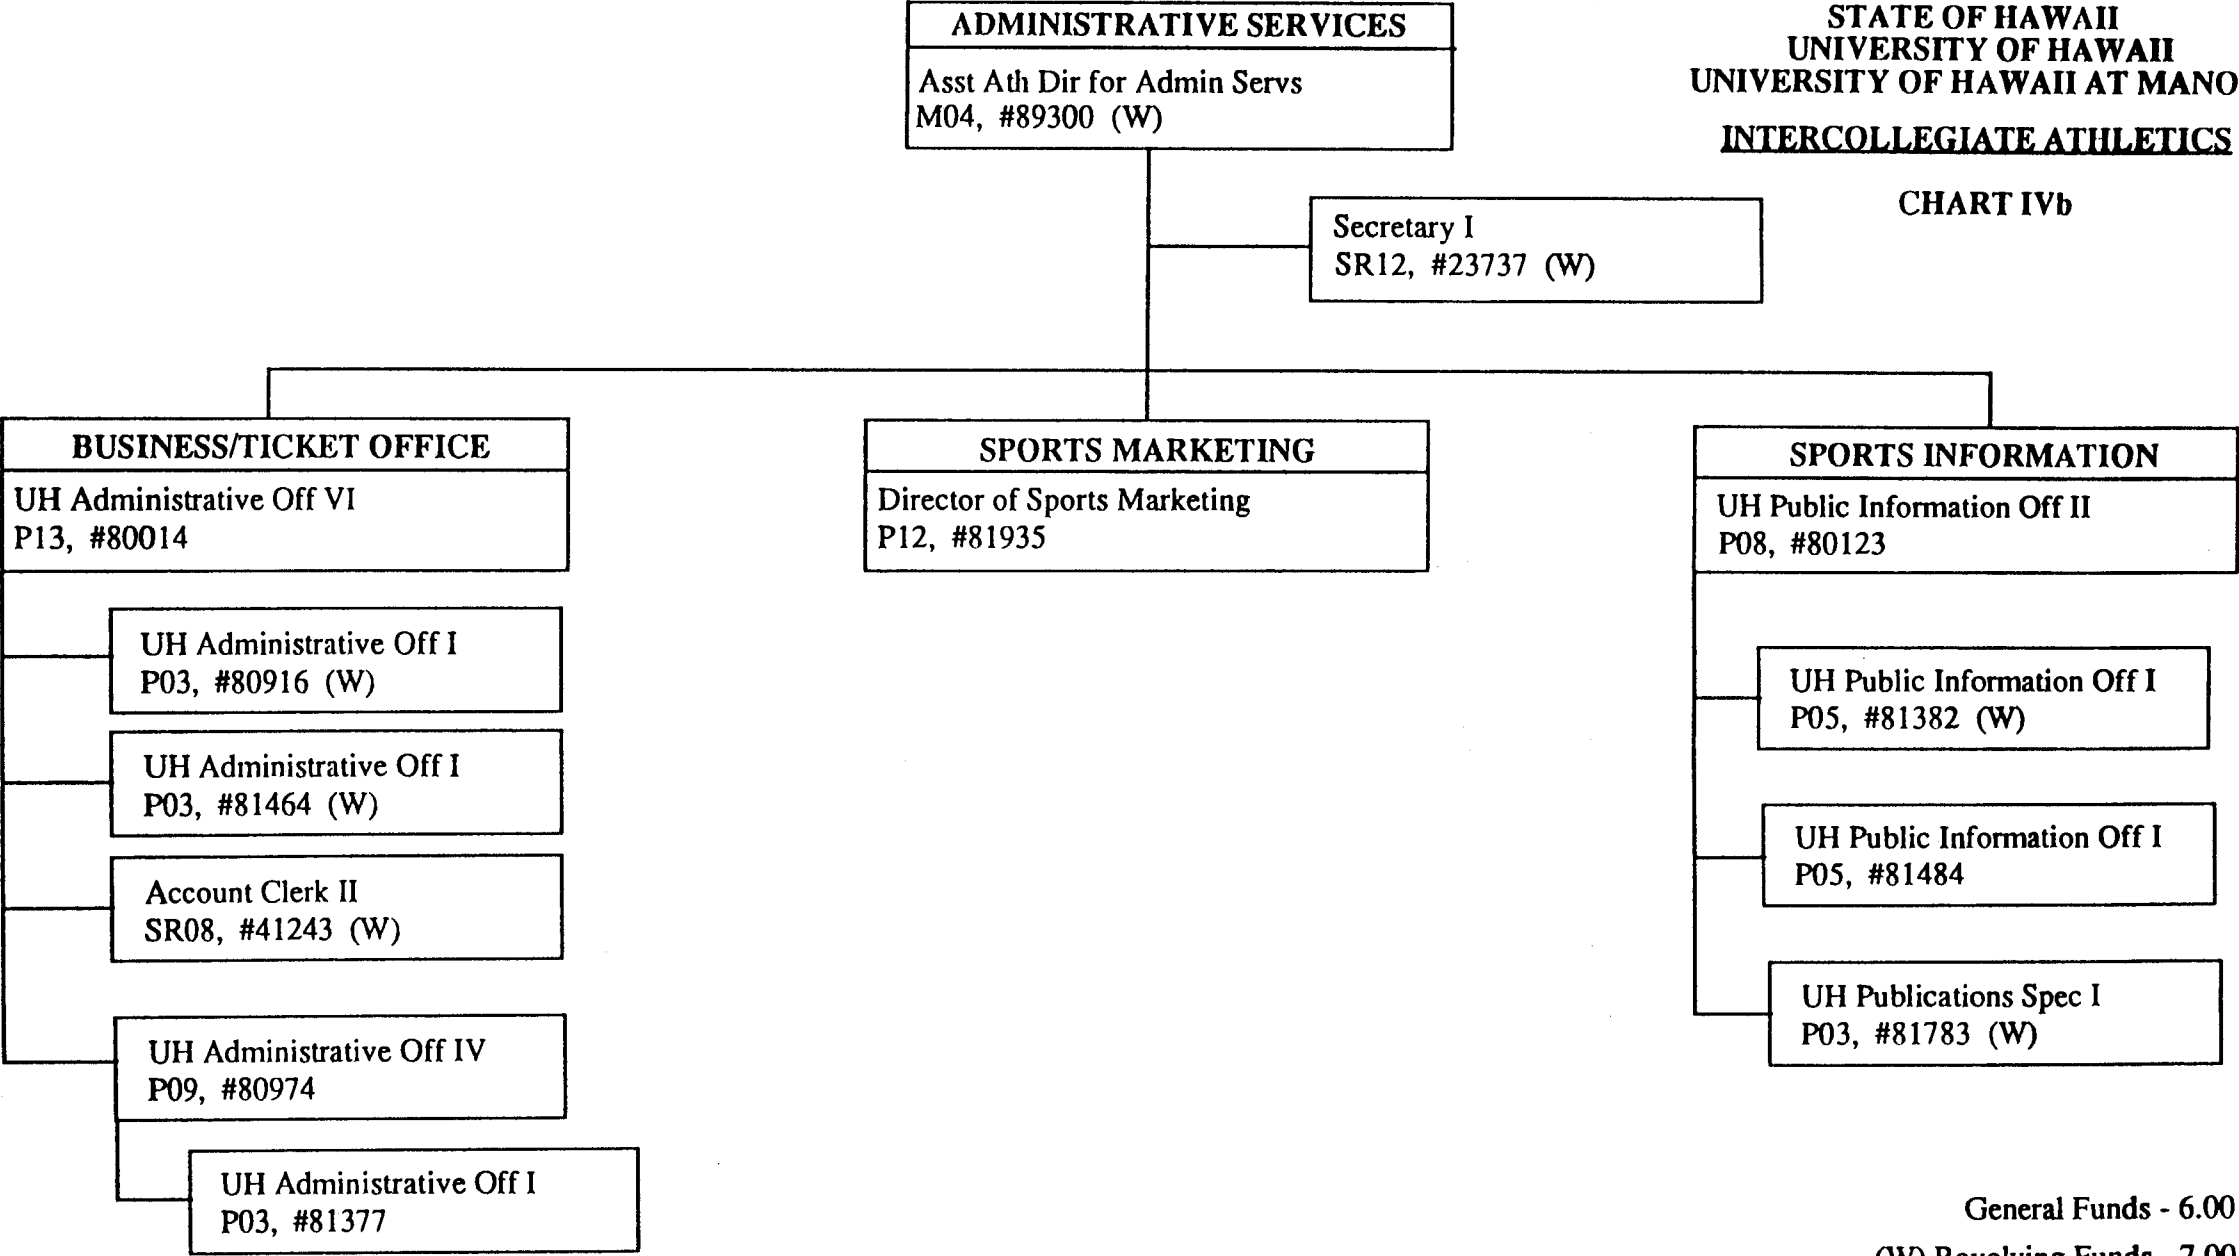 ADMINISTRATIVE SERVICES
Asst Ath Dir for Admin Servs
M04, #89300 (W)
STATE OF HAWAII
UNIVERSITY OF HAWAII
UNIVERSITY OF HAWAII AT MANO
INTERCOLLEGIATE ATHLETICS
CHART IVb
Secretary I
SR12, #23737 (W)
BUSINESS/TICKET OFFICE
UH Administrative Off VI
P13, #80014
UH Administrative Off I
P03, #80916 (W)
UH Administrative Off I
P03, #81464 (W)
Account Clerk II
SR08, #41243 (W)
UH Administrative Off IV
P09, #80974
UH Administrative Off I
P03, #81377
SPORTS MARKETING
Director of Sports Marketing
P12, #81935
SPORTS INFORMATION
UH Public Information Off II
P08, #80123
UH Public Information Off I
P05, #81382 (W)
UH Public Information Off I
P05, #81484
UH Publications Spec I
P03, #81783 (W)
General Funds - 6.00
(W) Revolving Funds - 7.00